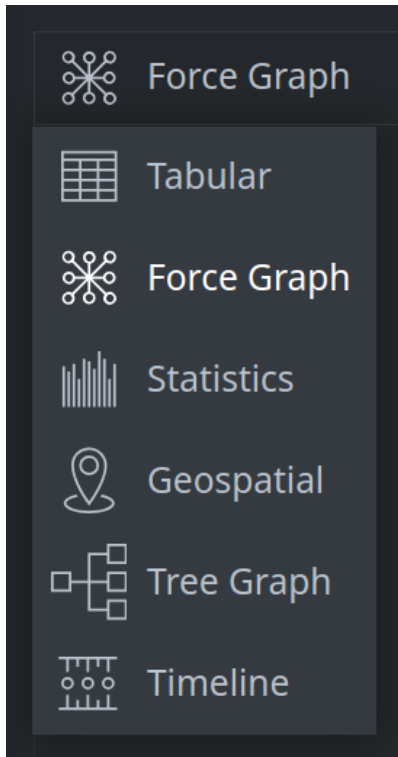 Force Graph
Tabular
Force Graph
Statistics
Geospatial
Tree Graph
Timeline